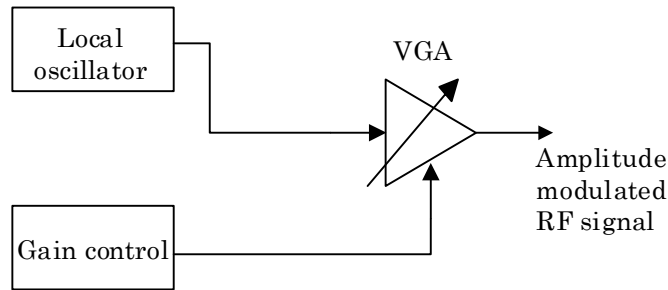 Local
oscillator
VGA
Amplitude
modulated
RF signal
Gain control